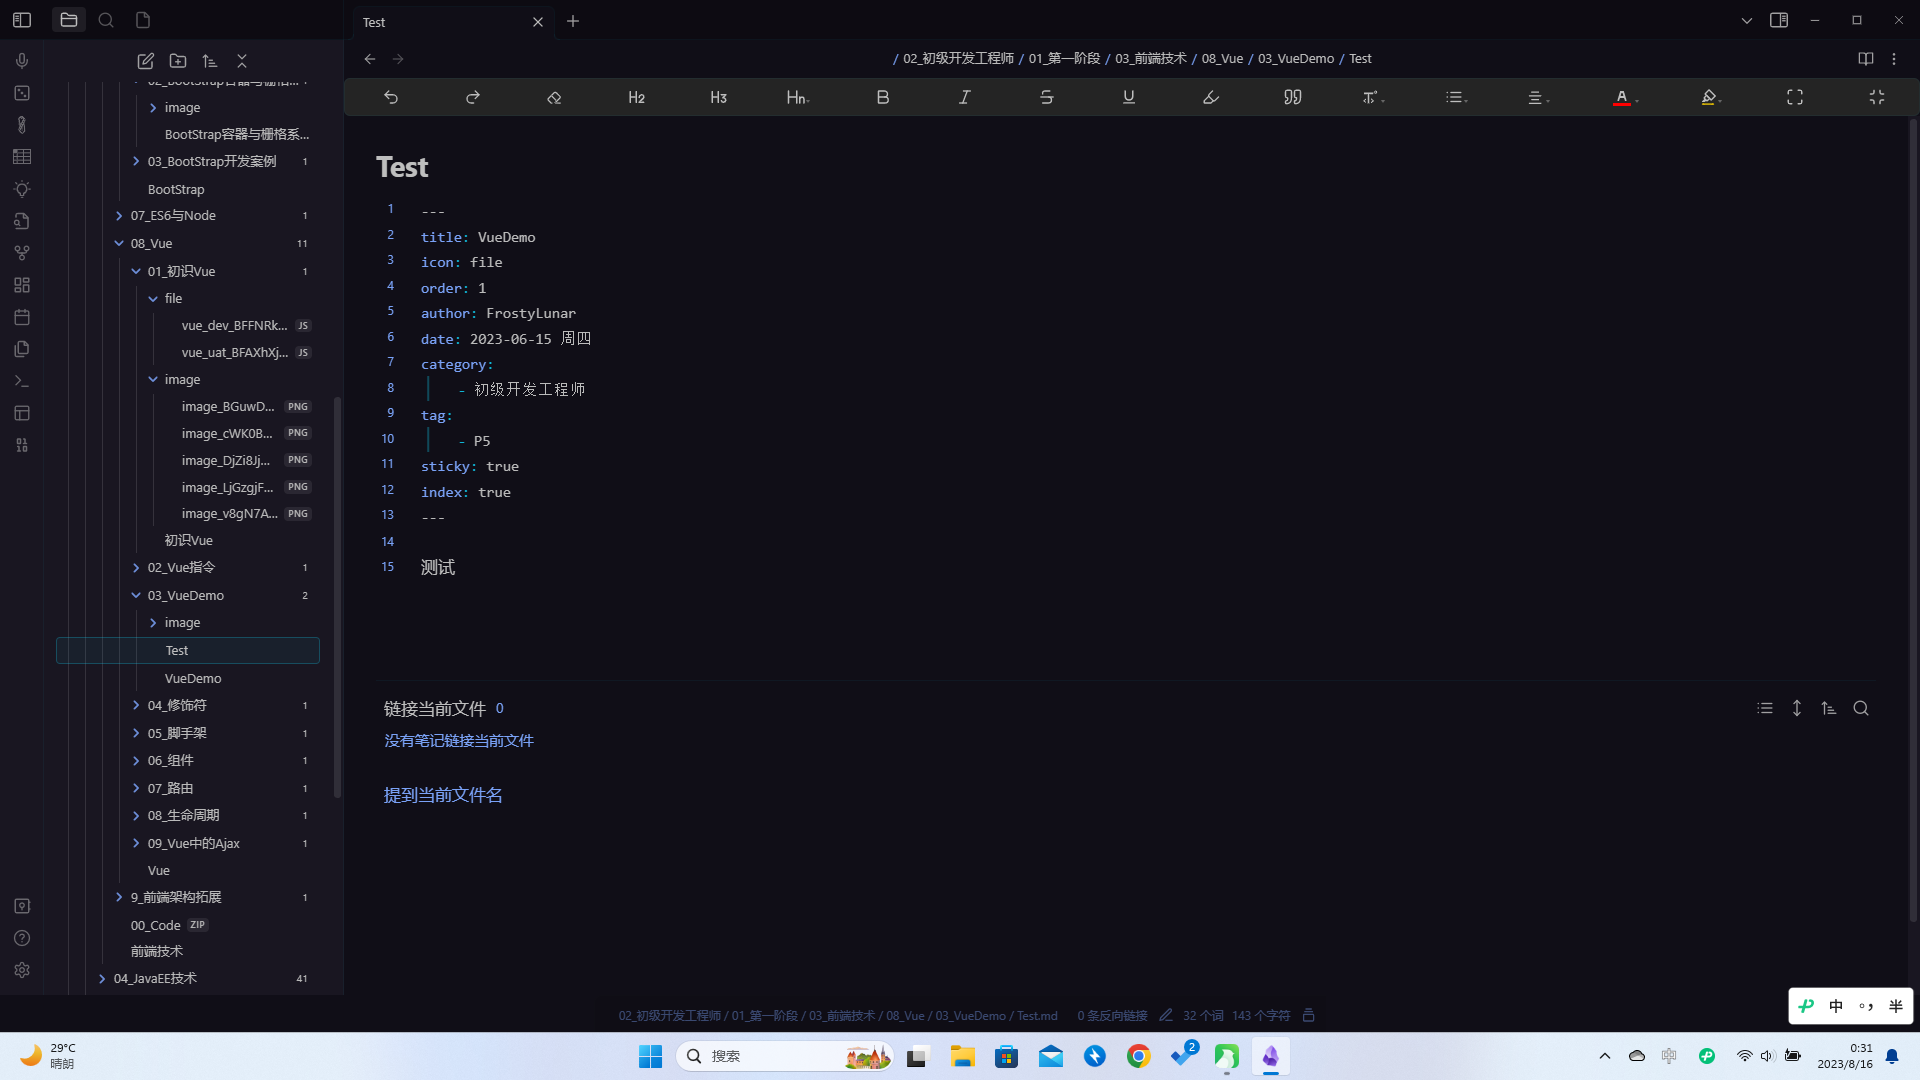 Test
/ 02_初级开发工程师 / 01_第一阶段 / 03_前端技术 / 08_Vue / 03_VueDemo / Test
H2 H3 Hn B I S U A
image
BootStrap容器与栅格系...
03_BootStrap开发案例 1
BootStrap
07_ES6与Node 1
08_Vue 11
01_初识Vue 1
file
vue_dev_BFFNRk... JS
vue_uat_BFAXhXj... JS
image
image_BGuwD... PNG
image_cWK0B... PNG
image_DjZi8Jj... PNG
image_LjGzgjF... PNG
image_v8gN7A... PNG
初识Vue
02_Vue指令 1
03_VueDemo 2
image
Test
VueDemo
04_修饰符 1
05_脚手架 1
06_组件 1
07_路由 1
08_生命周期 1
09_Vue中的Ajax 1
Vue
9_前端架构拓展 1
00_Code ZIP
前端技术
04_JavaEE技术 41
Test
1 ---
2 title: VueDemo
3 icon: file
4 order: 1
5 author: FrostyLunar
6 date: 2023-06-15 周四
7 category:
8 - 初级开发工程师
9 tag:
10 - P5
11 sticky: true
12 index: true
13 ---
14
15 测试
链接当前文件 0
没有笔记链接当前文件
提到当前文件名
02_初级开发工程师 / 01_第一阶段 / 03_前端技术 / 08_Vue / 03_VueDemo / Test.md 0 条反向链接 32 个词 143 个字符
中 半
29°C
晴朗
搜索
2
中
0:31
2023/8/16